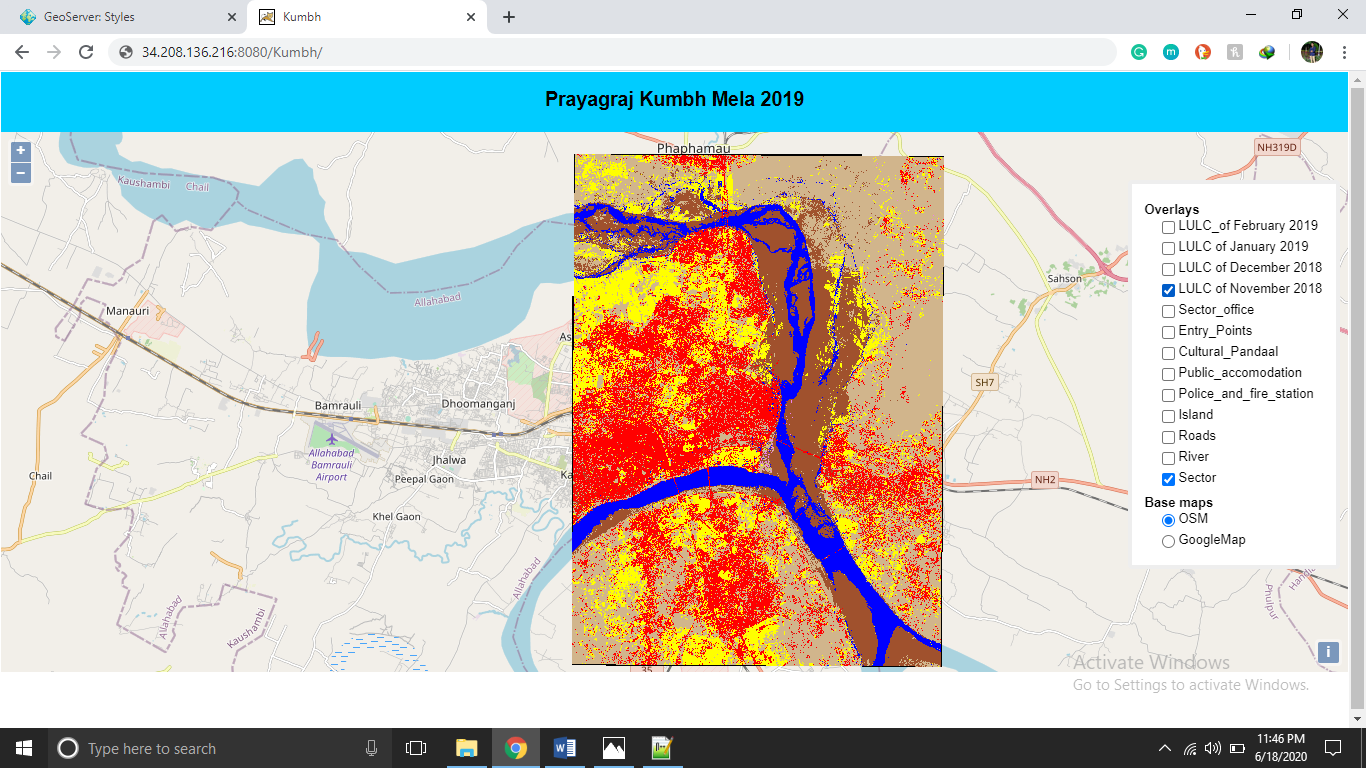 GeoServer: Styles
Kumbh
34.208.136.216:8080/Kumbh/
Prayagraj Kumbh Mela 2019
+
−
Phaphamau
NH319D
Kaushambi
Chail
Allahabad
Sahson
Manauri
SH7
Bamrauli
Dhoomanganj
Allahabad
Bamrauli
Airport
Jhalwa
Peepal Gaon
Chail
NH2
Khel Gaon
Allahabad
Allahabad
Kaushambi
Phulpur
35
Overlays
LULC_of February 2019
LULC of January 2019
LULC of December 2018
LULC of November 2018
Sector_office
Entry_Points
Cultural_Pandaal
Public_accomodation
Police_and_fire_station
Island
Roads
River
Sector
Base maps
OSM
GoogleMap
i
Activate Windows
Go to Settings to activate Windows.
Type here to search
11:46 PM
6/18/2020